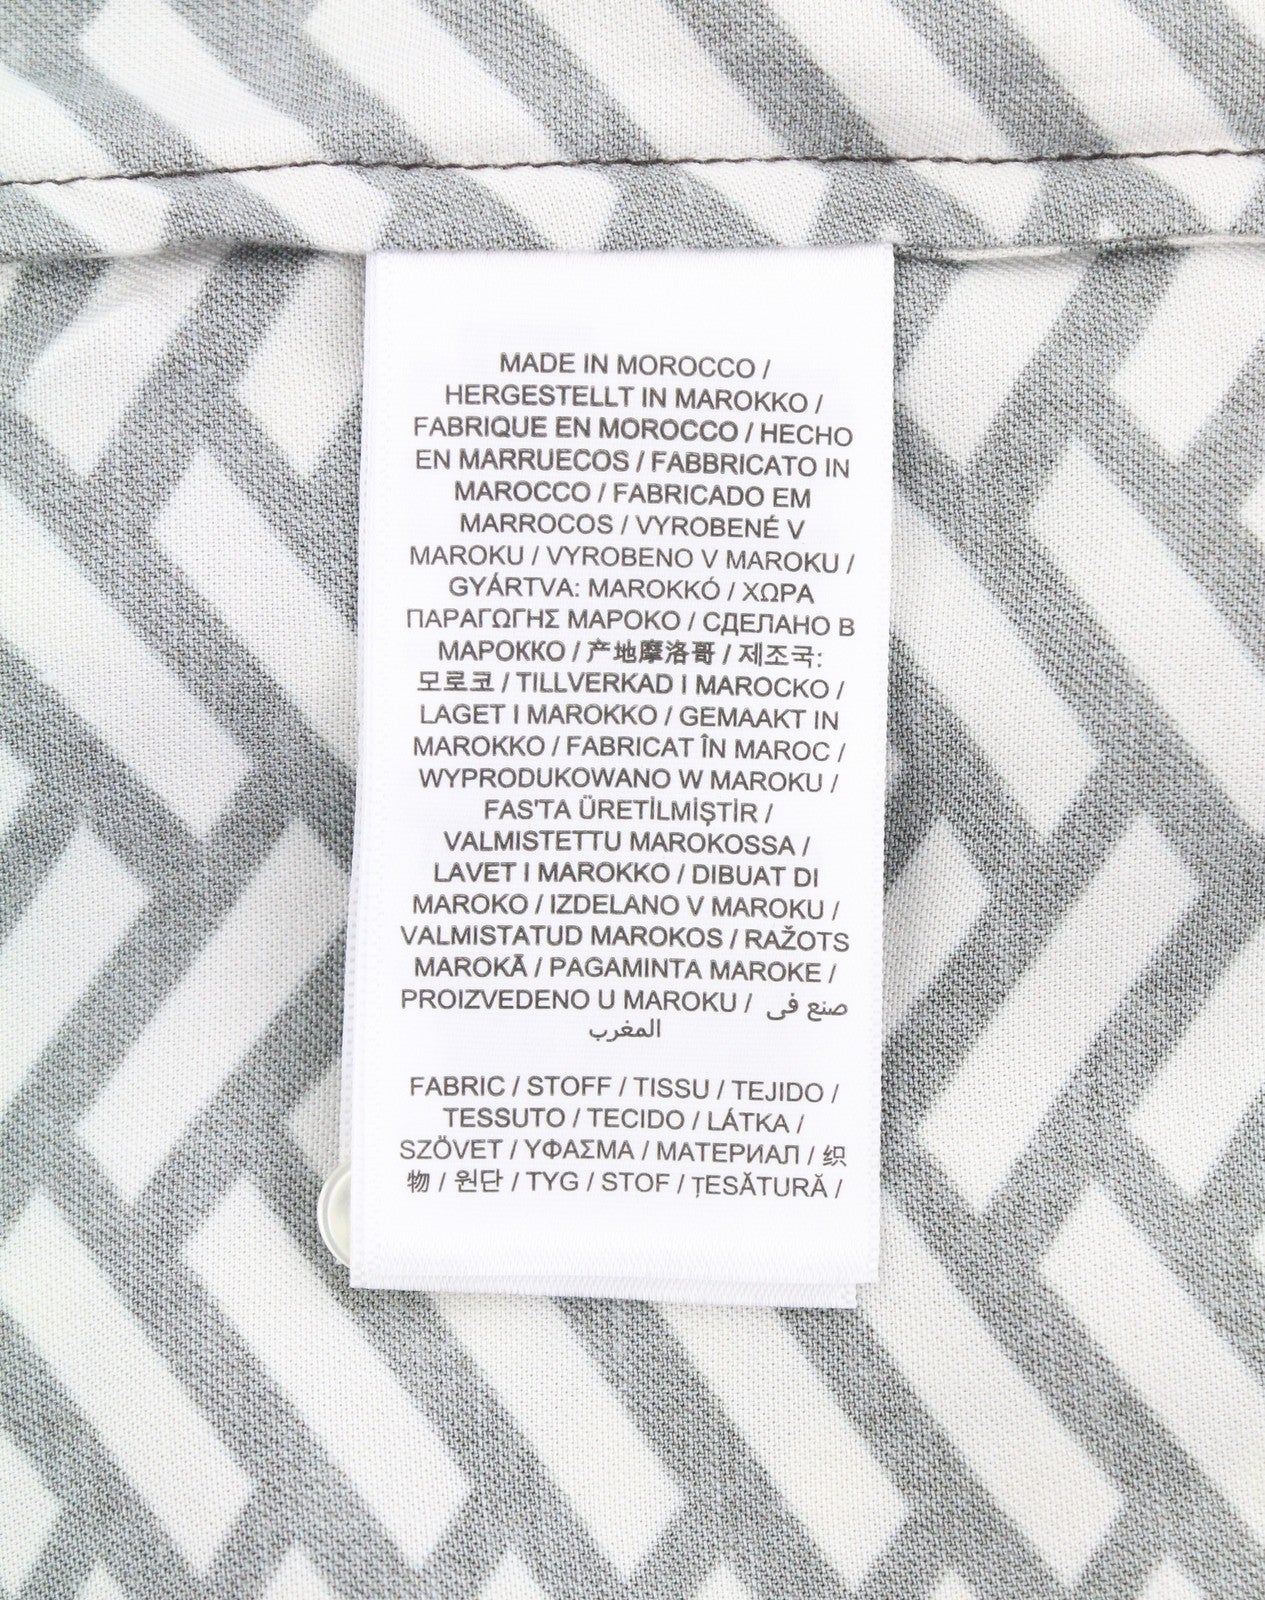 MADE IN MOROCCO /
HERGESTELLT IN MAROKKO /
FABRIQUE EN MOROCCO / HECHO
EN MARRUECOS / FABBRICATO IN
MAROCCO / FABRICADO EM
MARROCOS / VYROBENÉ V
MAROKU / VYROBENO V MAROKU /
GYÁRTVA: MAROKKÓ / ΧΩΡΑ
ΠΑΡΑΓΩΓΗΣ ΜΑΡΟΚΟ / СДЕЛАНО В
МАРОККО / 产地摩洛哥 / 제조국:
모로코 / TILLVERKAD I MAROCKO /
LAGET I MAROKKO / GEMAAKT IN
MAROKKO / FABRICAT ÎN MAROC /
WYPRODUKOWANO W MAROKU /
FAS'TA ÜRETİLMİŞTİR /
VALMISTETTU MAROKOSSA /
LAVET I MAROKKO / DIBUAT DI
MAROKO / IZDELANO V MAROKU /
VALMISTATUD MAROKOS / RAŽOTS
MAROKĀ / PAGAMINTA MAROKE /
PROIZVEDENO U MAROKU / صنع فى
المغرب
FABRIC / STOFF / TISSU / TEJIDO /
TESSUTO / TECIDO / LÁTKA /
SZÖVET / ΥΦΑΣΜΑ / МАТЕРИАЛ / 织
物 / 원단 / TYG / STOF / ȚESĂTURĂ /